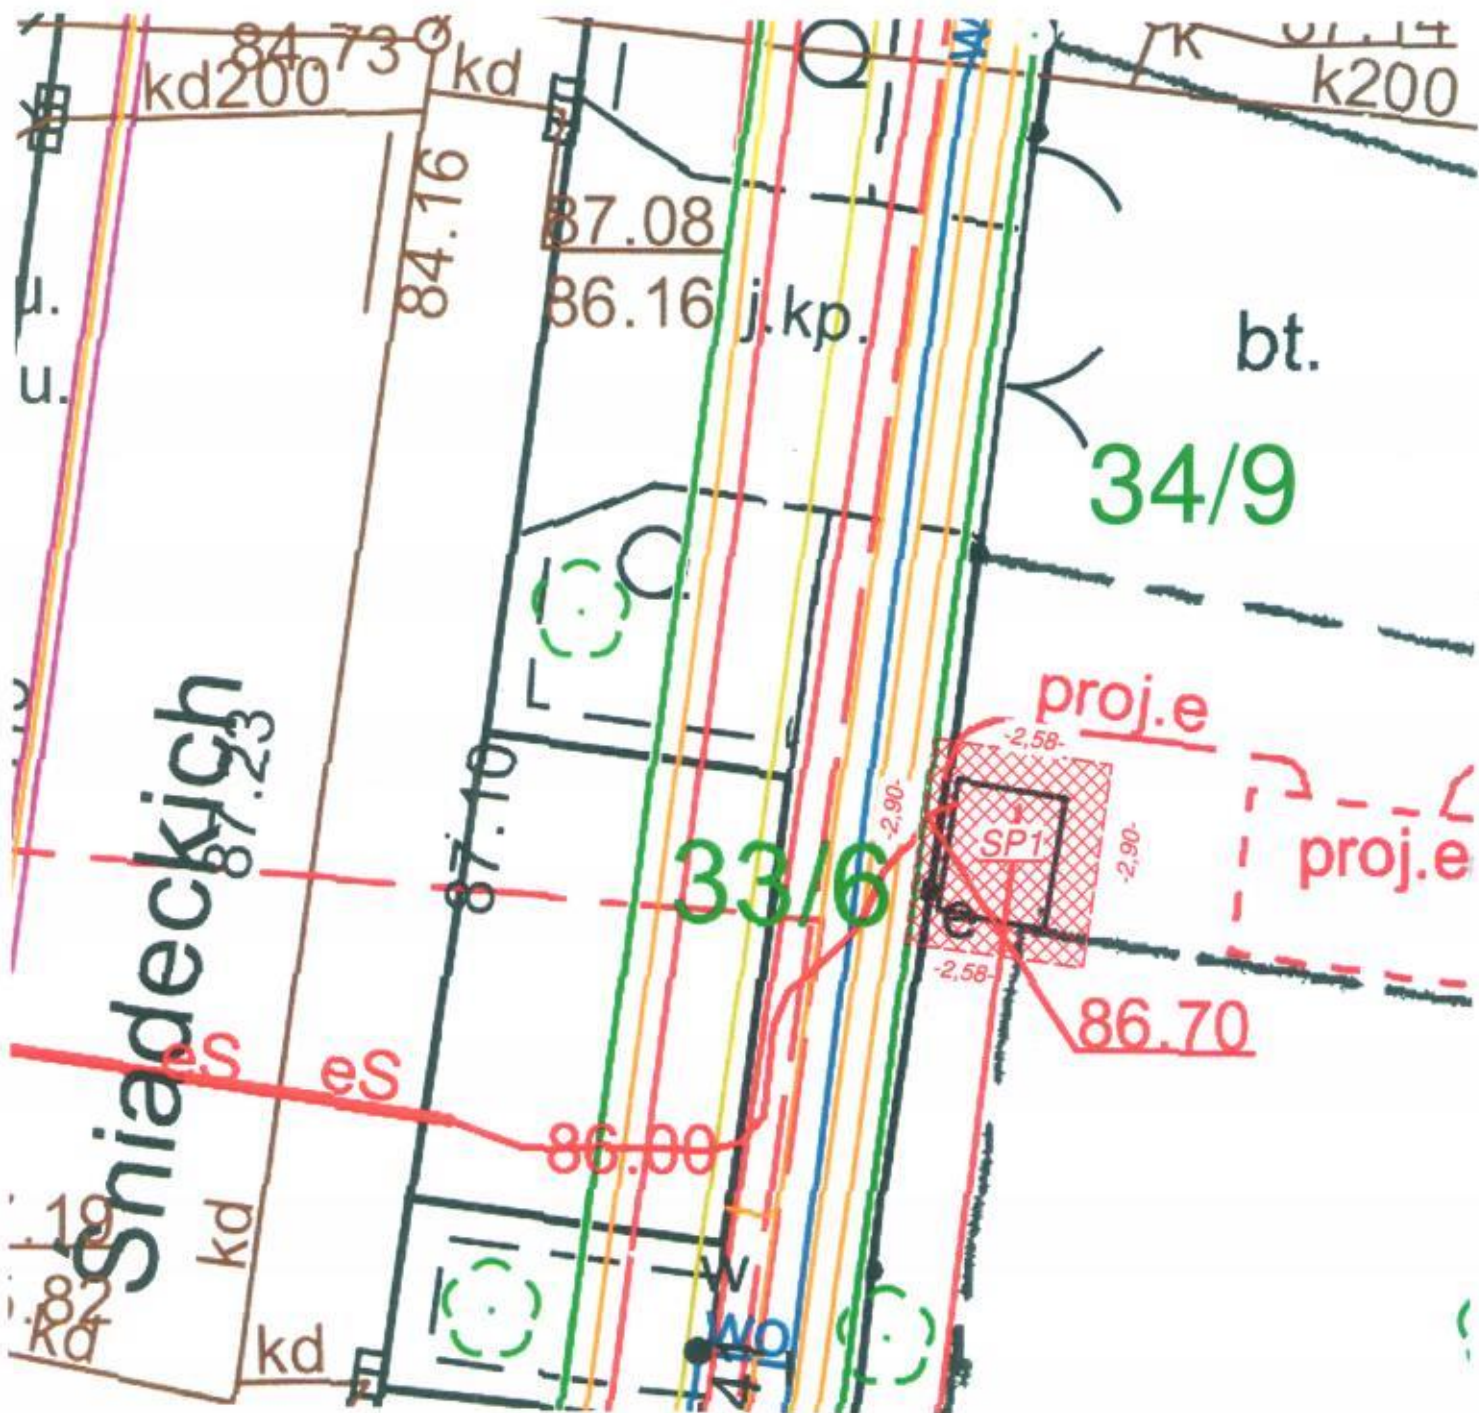 84.73
kd
k
k200
kd200
84.16
87.08
86.16
j.kp.
bt.
u.
u.
34/9
proj.e
-2,58-
-2,90-
SP1
-2,90-
proj.e
87.23
87.10
Sniadeckich
33/6
e
-2,58-
86.70
eS
eS
86.00
kd
kd
kd
w
wo